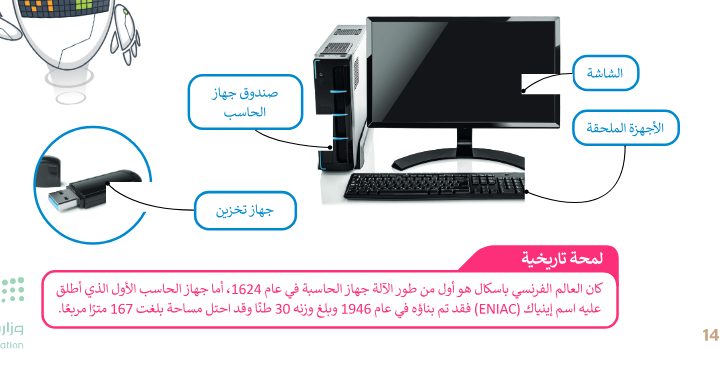 الشاشة
صندوق جهاز
الحاسب
الأجهزة الملحقة
جهاز تخزين
لمحة تاريخية
كان العالم الفرنسي باسكال هو أول من طور الآلة جهاز الحاسبة في عام 1624، أما جهاز الحاسب الأول الذي أطلق
عليه اسم إينياك (ENIAC) فقد تم بناؤه في عام 1946 وبلغ وزنه 30 طنًا وقد احتل مساحة بلغت 167 مترًا مربعًا.
14